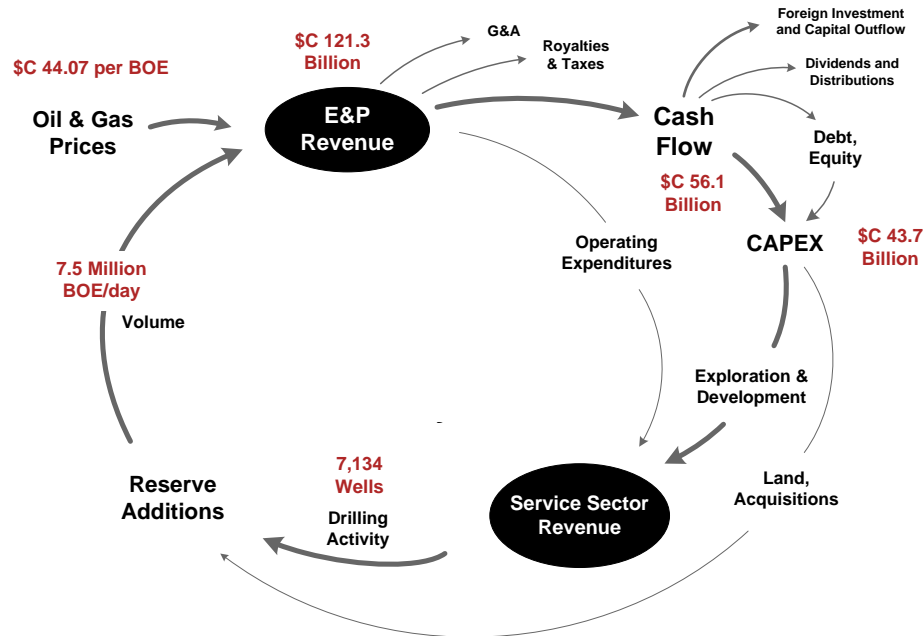 Foreign Investment
and Capital Outflow
G&A
$C 121.3
Billion
Royalties
& Taxes
$C 44.07 per BOE
Dividends and
Distributions
Oil & Gas
Prices
E&P
Revenue
Cash
Flow
Debt,
Equity
$C 56.1
Billion
CAPEX
$C 43.7
Billion
Operating
Expenditures
7.5 Million
BOE/day
Volume
Exploration &
Development
7,134
Wells
Reserve
Additions
Drilling
Activity
Service Sector
Revenue
Land,
Acquisitions